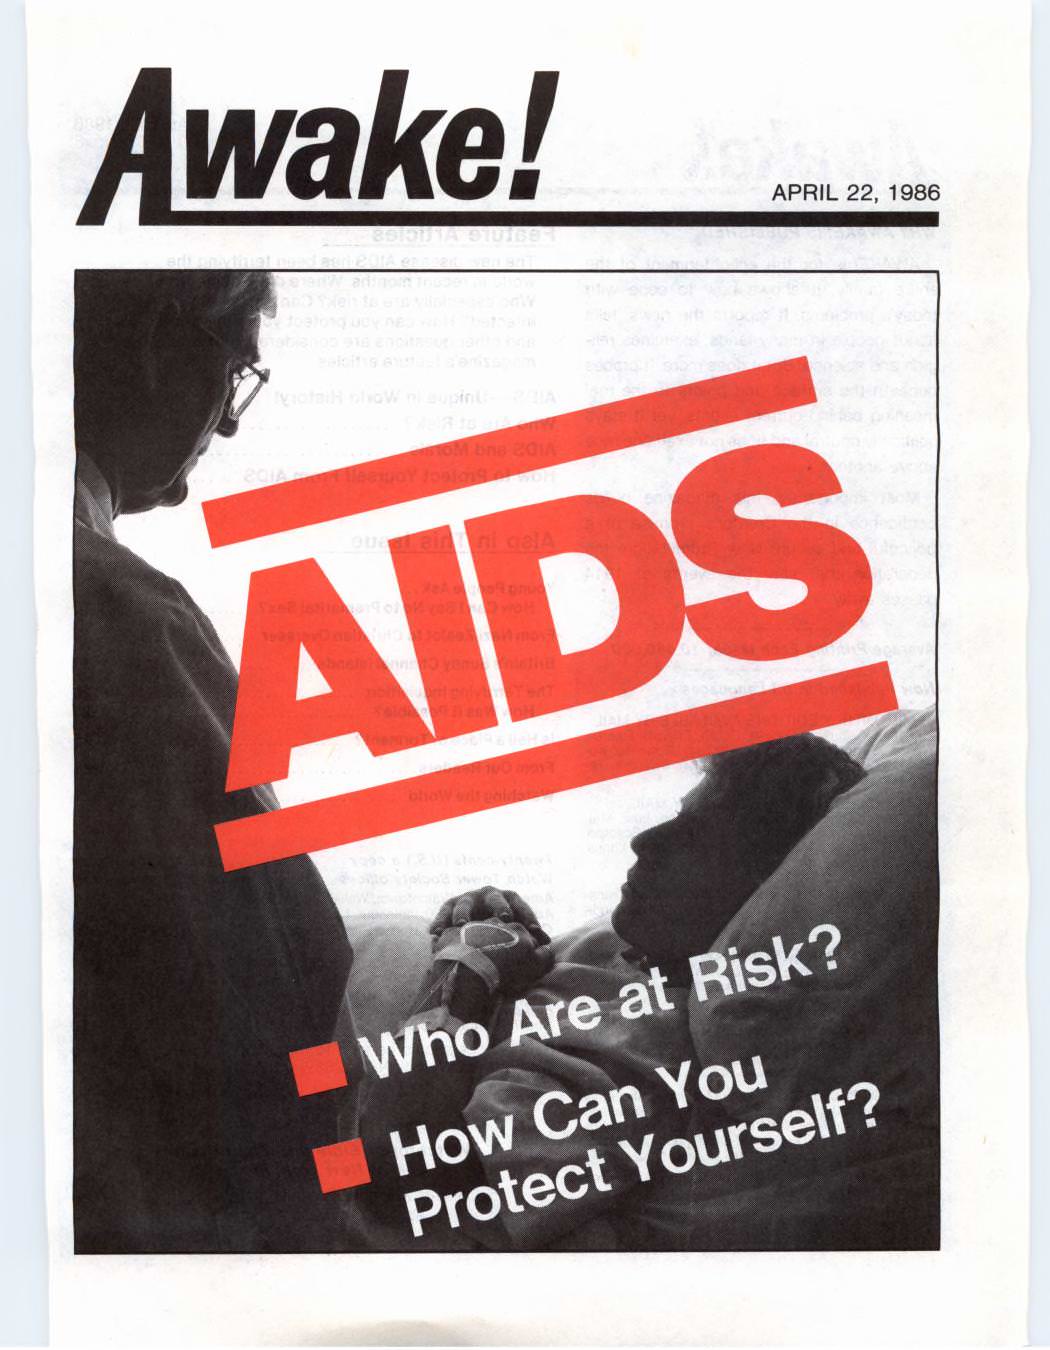 Awake!
APRIL 22, 1986
AIDS
Who Are at Risk?
How Can You
Protect Yourself?